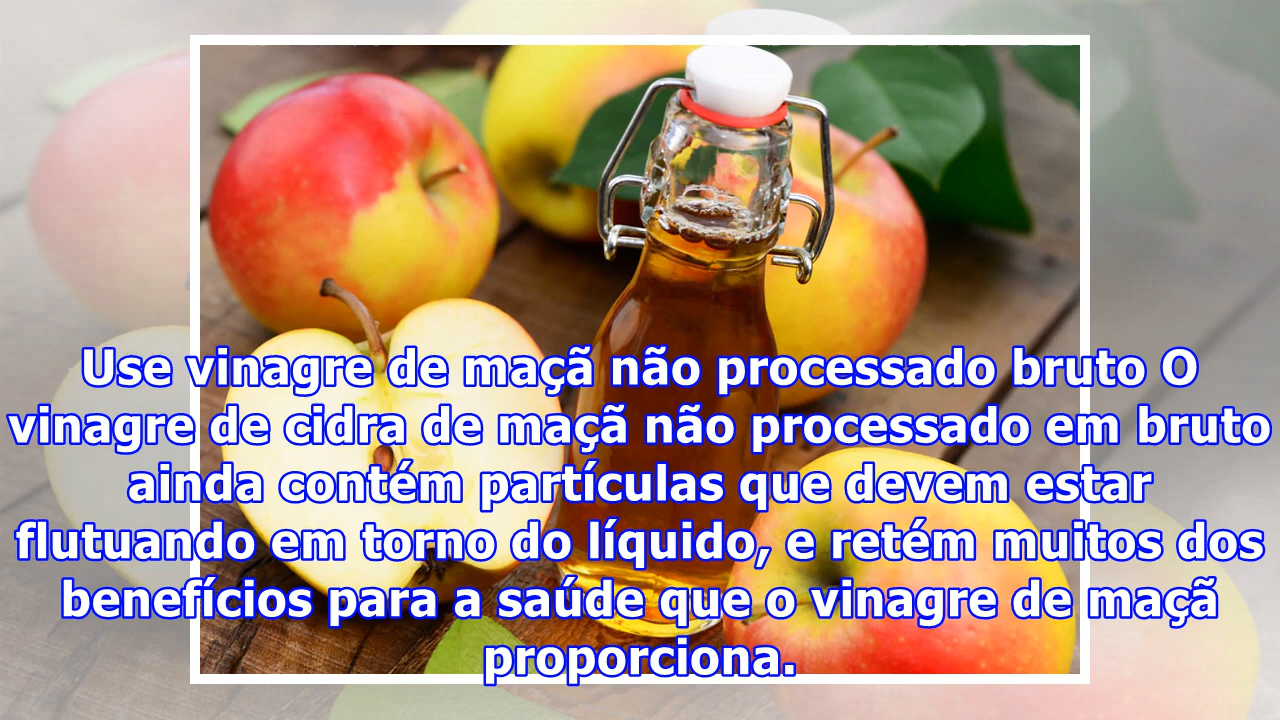 Use vinagre de maçã não processado bruto O
vinagre de cidra de maçã não processado em bruto
ainda contém partículas que devem estar
flutuando em torno do líquido, e retém muitos dos
benefícios para a saúde que o vinagre de maçã
proporciona.